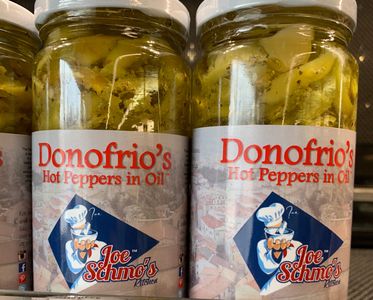 Donofrio's
Hot Peppers in Oil
Joe
Schmo's
Kitchen
Donofrio's
Hot Peppers in Oil
Joe
Schmo's
Kitchen